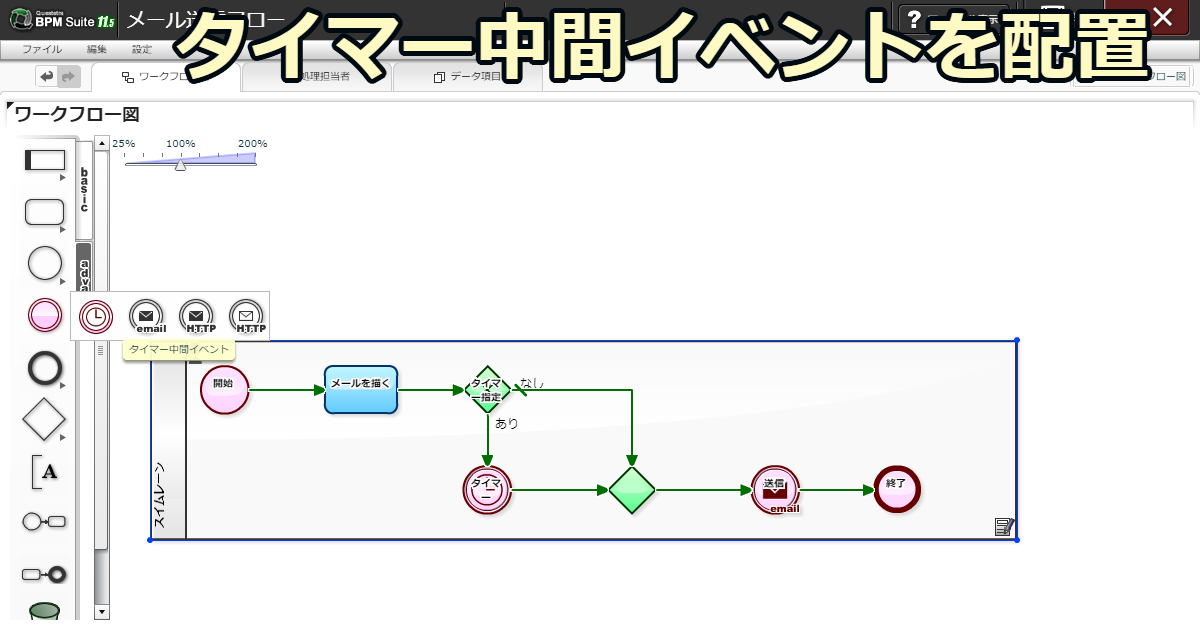 Questetra
BPM Suite 11.5
メール送信フロー
タイマー中間イベントを配置
ファイル
編集
設定
ワークフロー
処理担当者
データ項目
ロー図
ワークフロー図
25%
100%
200%
basic
adva
email
HTTP
HTTP
タイマー中間イベント
開始
メールを描く
タイマ
ー指定
なし
あり
タイマ
ー
送信
email
終了
スイムレーン
A